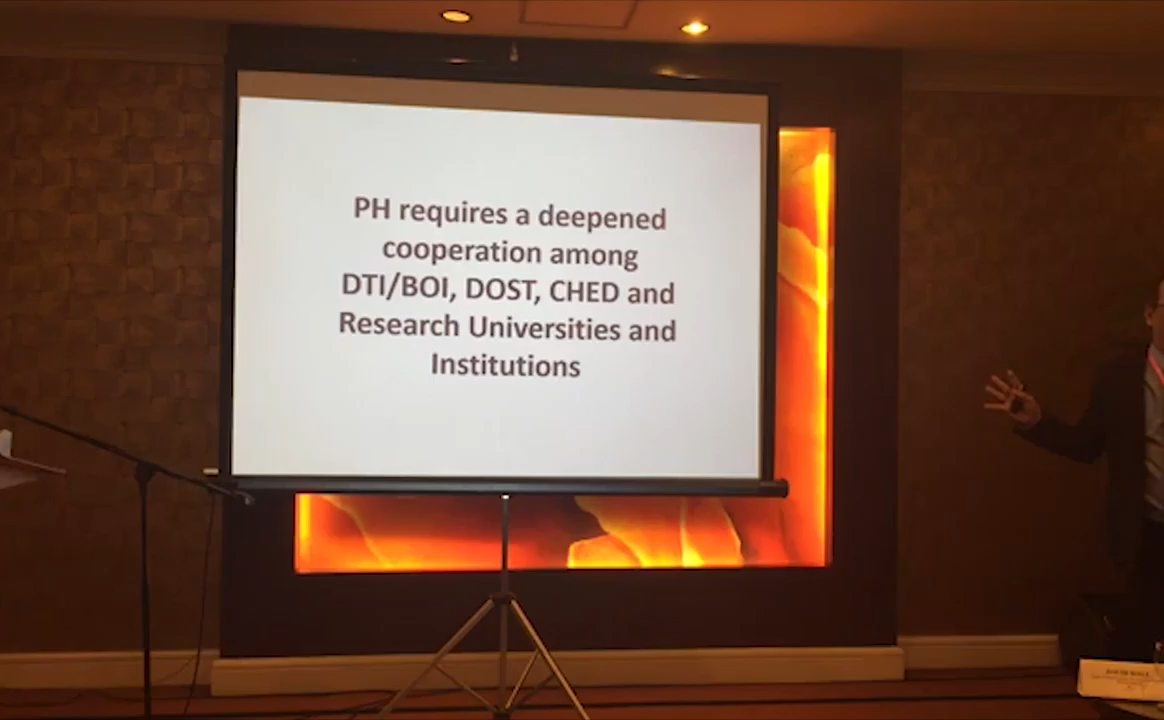 PH requires a deepened
cooperation among
DTI/BOI, DOST, CHED and
Research Universities and
Institutions